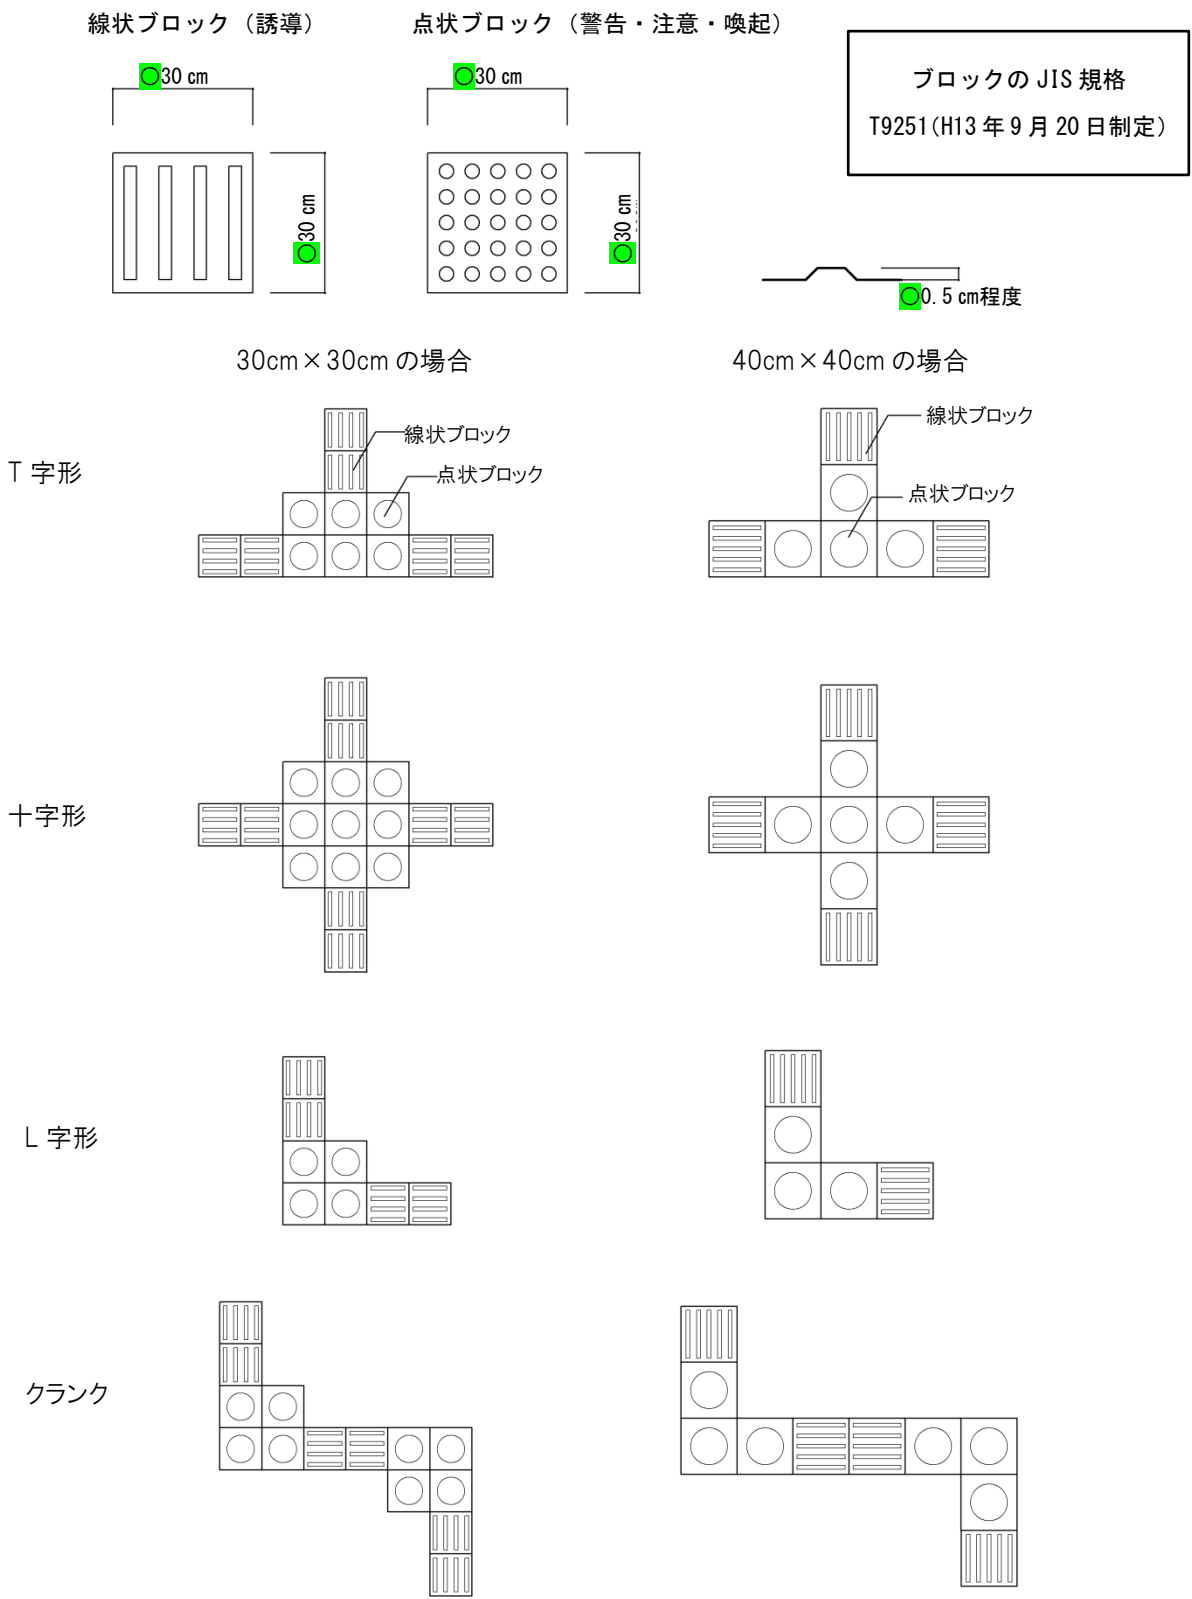 線状ブロック（誘導）
点状ブロック（警告・注意・喚起）
ブロックの JIS 規格
T9251(H13 年 9 月 20 日制定)
○30 cm
○30 cm
○30 cm
○30 cm
○0.5 cm程度
30cm×30cm の場合
40cm×40cm の場合
T 字形
線状ブロック
点状ブロック
線状ブロック
点状ブロック
十字形
L 字形
クランク